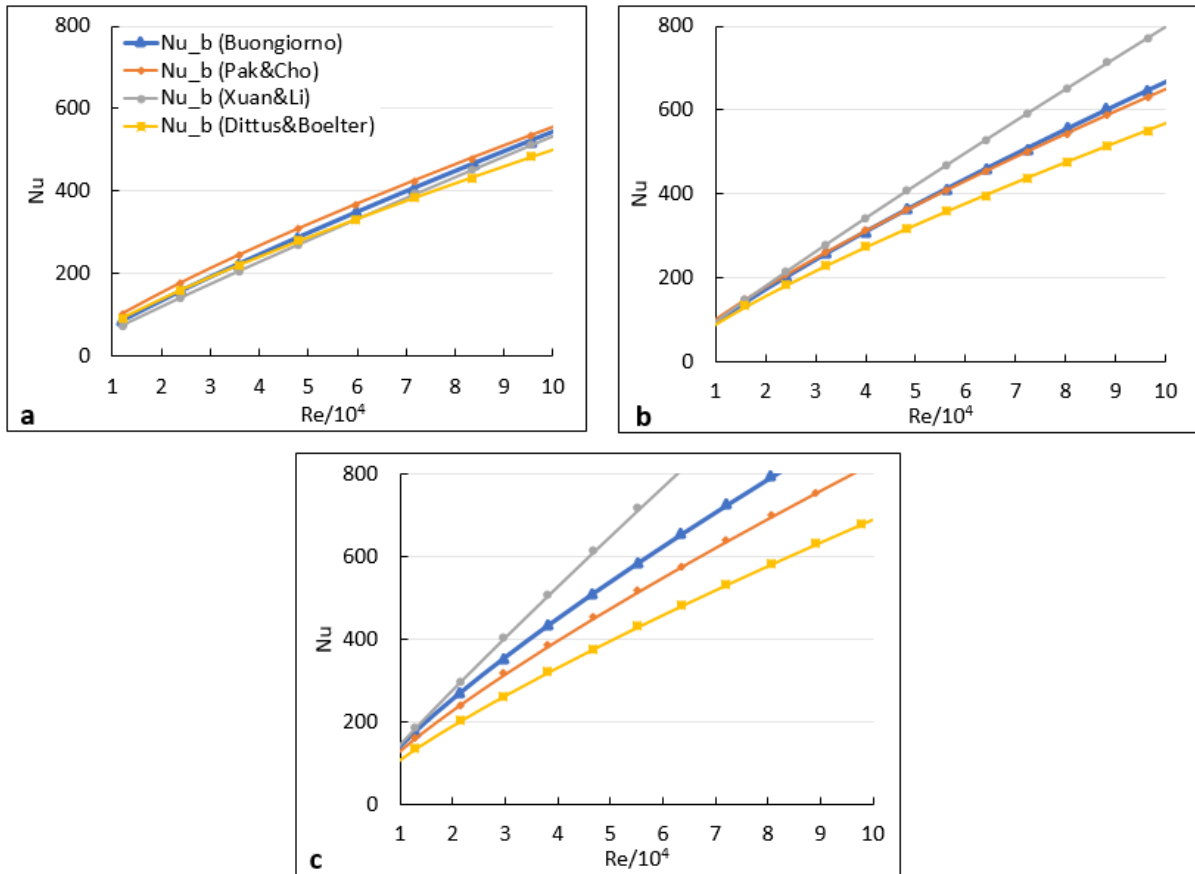 800
600
400
200
0
Nu
Nu_b (Buongiorno)
Nu_b (Pak&Cho)
Nu_b (Xuan&Li)
Nu_b (Dittus&Boelter)
1 2 3 4 5 6 7 8 9 10
Re/10⁴
a
800
600
400
200
0
Nu
1 2 3 4 5 6 7 8 9 10
Re/10⁴
b
800
600
400
200
0
Nu
1 2 3 4 5 6 7 8 9 10
Re/10⁴
c